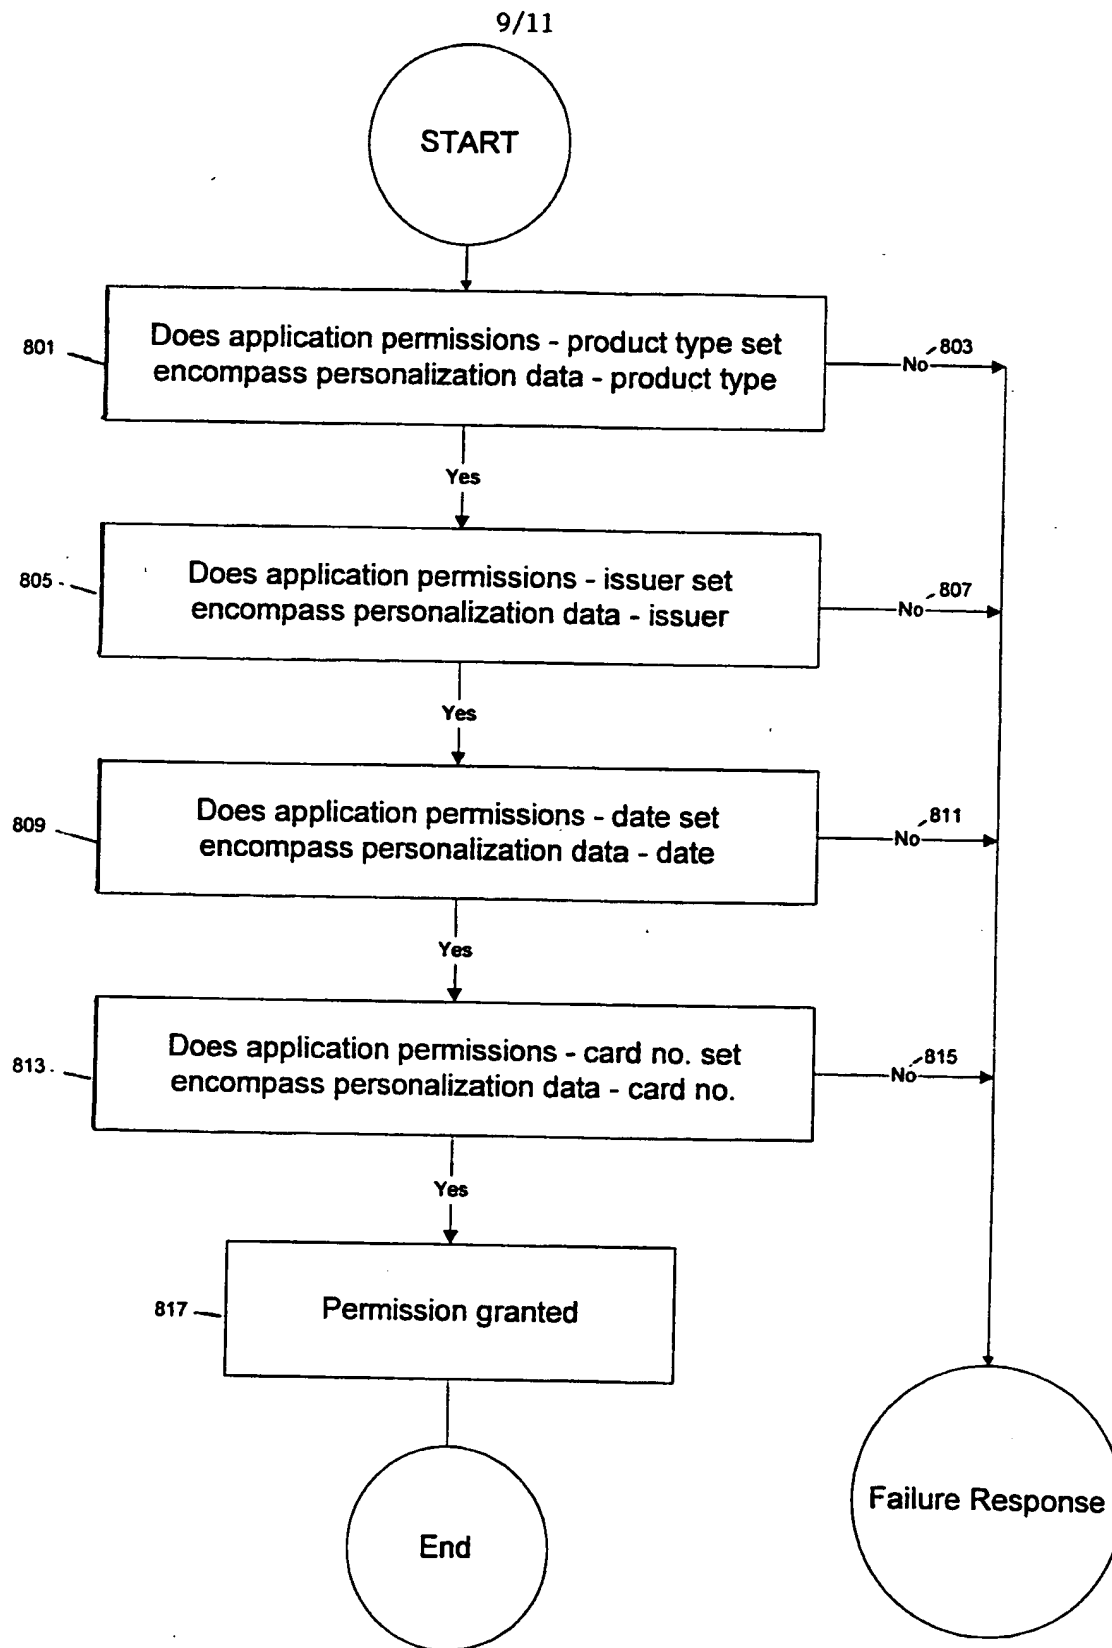 9/11
START
801
Does application permissions - product type set
encompass personalization data - product type
No
803
Yes
805
Does application permissions - issuer set
encompass personalization data - issuer
No
807
Yes
809
Does application permissions - date set
encompass personalization data - date
No
811
Yes
813
Does application permissions - card no. set
encompass personalization data - card no.
No
815
Yes
817
Permission granted
Failure Response
End